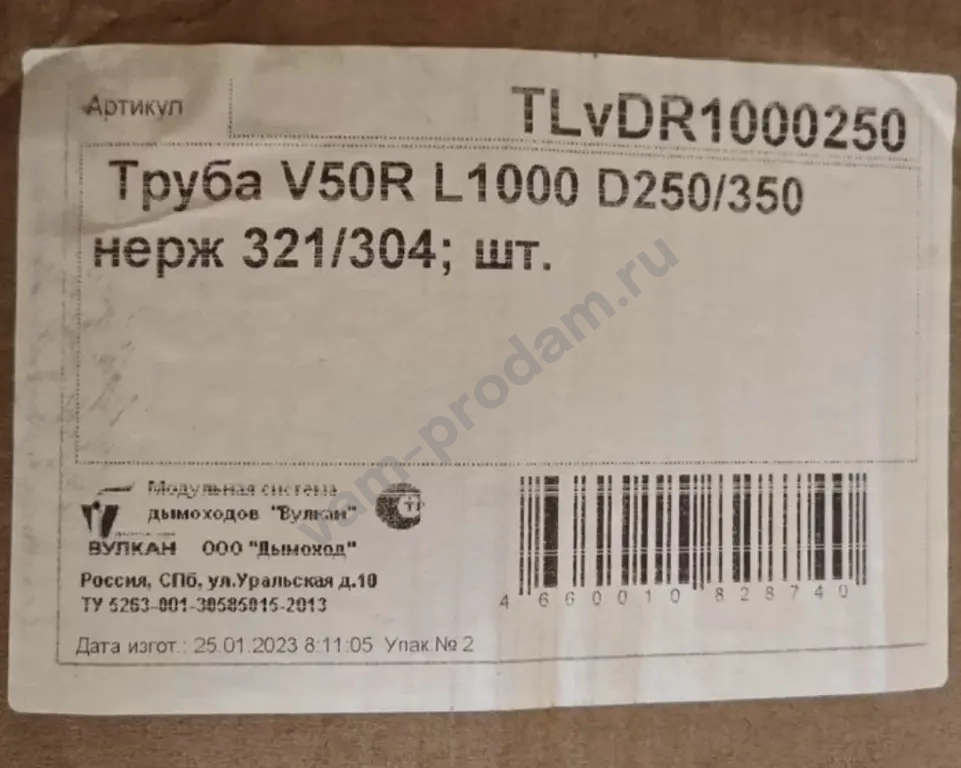 Артикул
TLvDR1000250
Труба V50R L1000 D250/350
нерж 321/304; шт.
Модульная система
дымоходов "Вулкан"
ВУЛКАН ООО "Дымоход"
Россия, СПб, ул.Уральская д.10
ТУ 5263-001-30585015-2013
4 660010 828740
Дата изгот.: 25.01.2023 8:11:05 Упак.№ 2
vam-prodam.ru